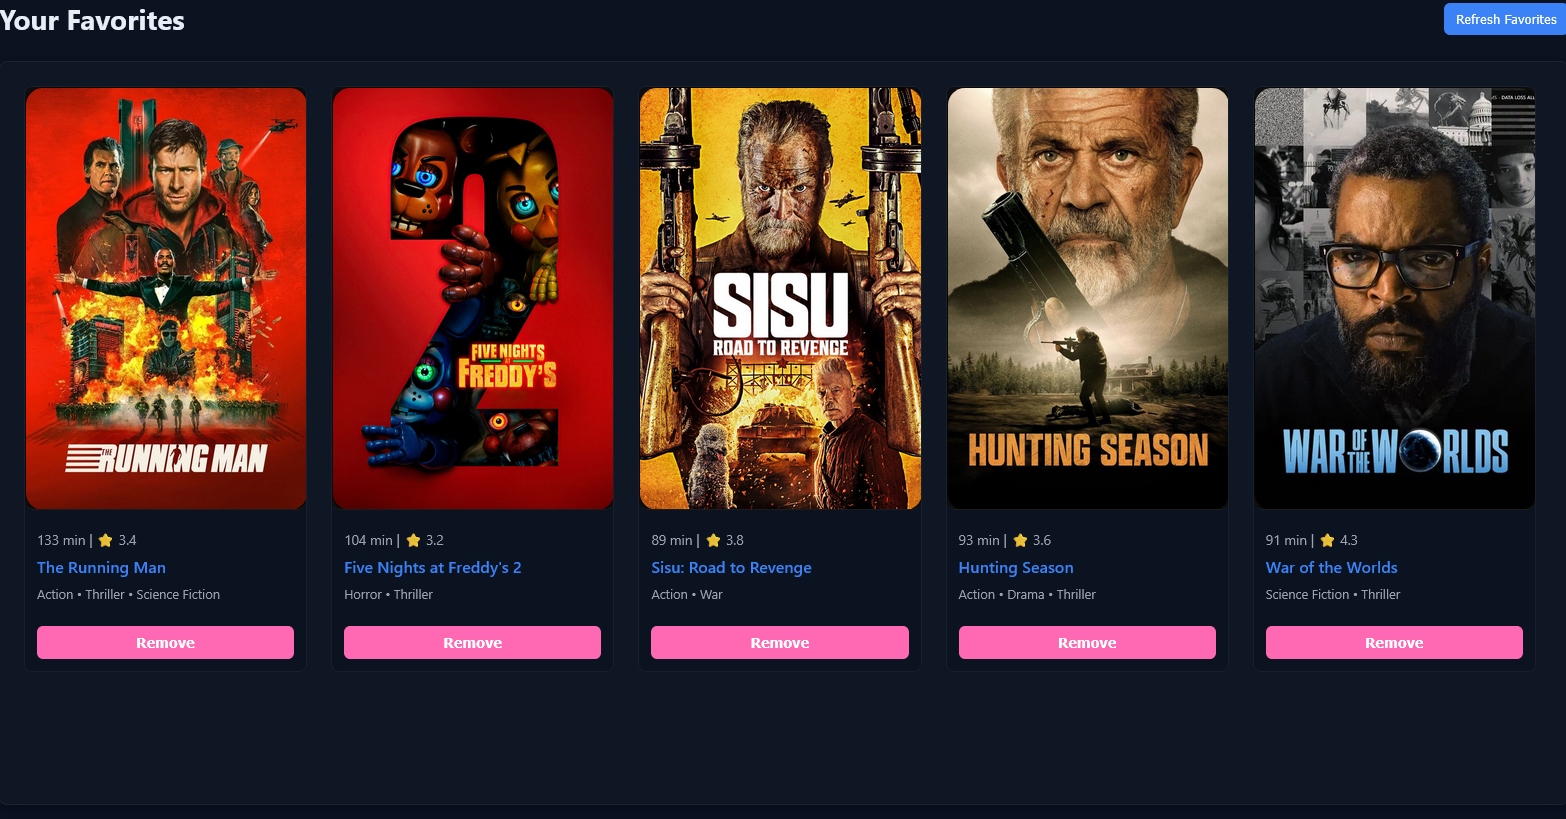 Your Favorites
Refresh Favorites
THE RUNNING MAN
FIVE NIGHTS
AT
FREDDY'S
SISU
ROAD TO REVENGE
HUNTING SEASON
DATA LOSS ALL
WAR OF THE WORLDS
133 min | ⭐ 3.4
The Running Man
Action • Thriller • Science Fiction
Remove
104 min | ⭐ 3.2
Five Nights at Freddy's 2
Horror • Thriller
Remove
89 min | ⭐ 3.8
Sisu: Road to Revenge
Action • War
Remove
93 min | ⭐ 3.6
Hunting Season
Action • Drama • Thriller
Remove
91 min | ⭐ 4.3
War of the Worlds
Science Fiction • Thriller
Remove